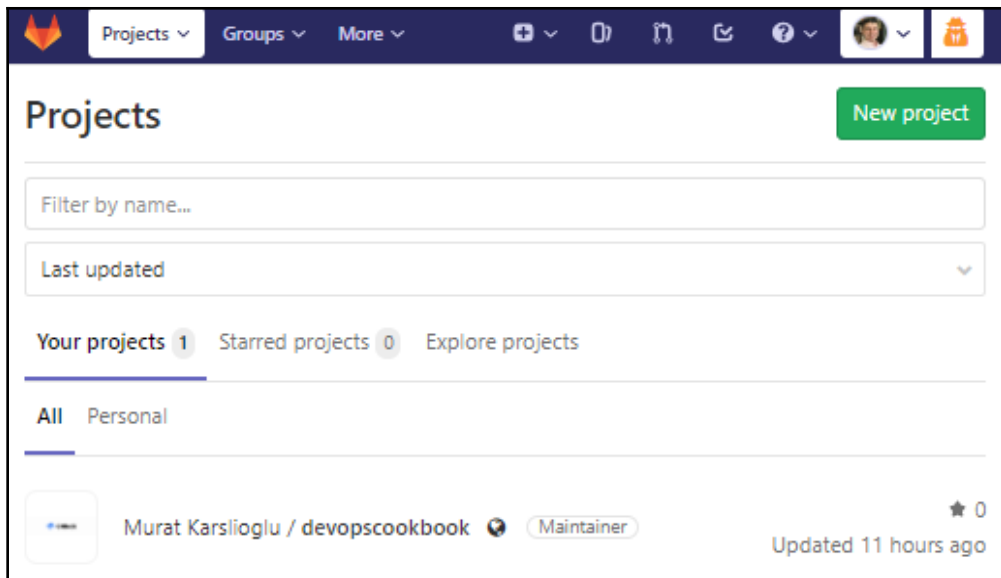 Projects Groups More
Projects
New project
Filter by name...
Last updated
Your projects 1 Starred projects 0 Explore projects
All Personal
Murat Karslioglu / devopscookbook Maintainer
0
Updated 11 hours ago